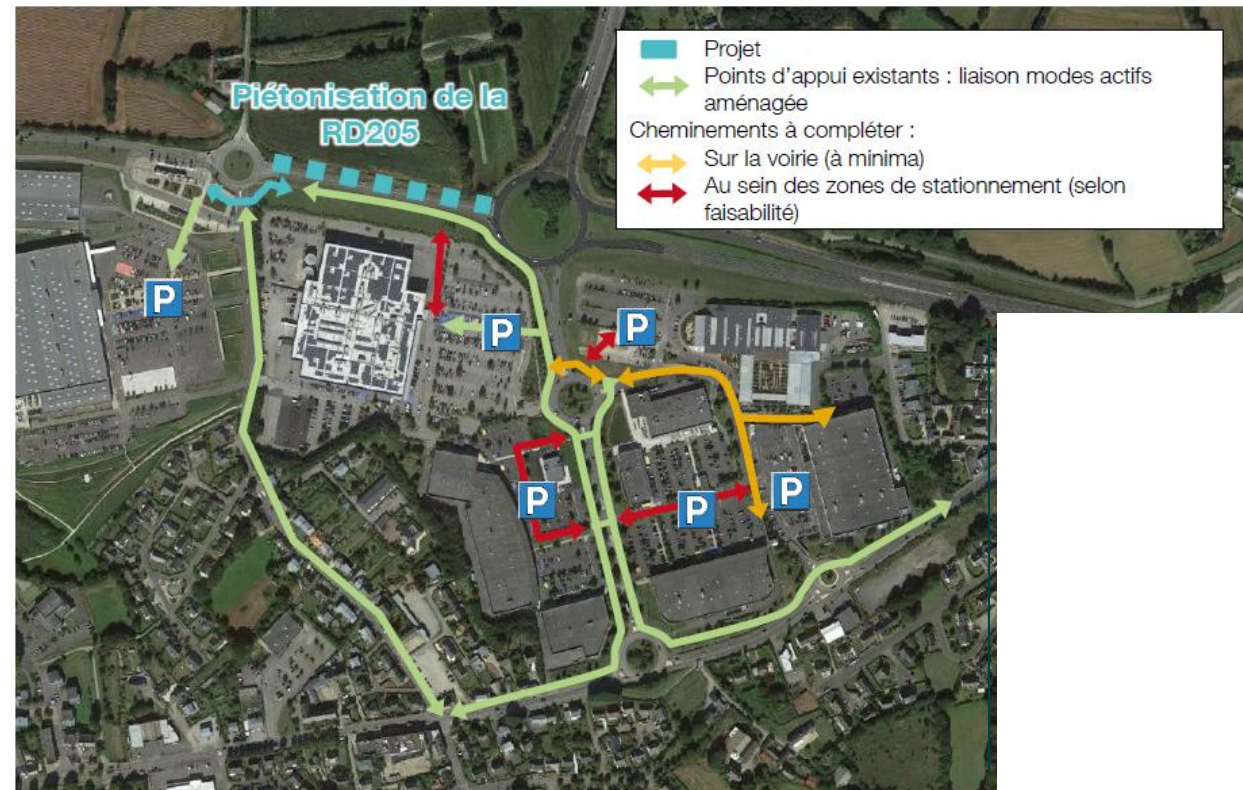 Projet
Points d'appui existants : liaison modes actifs
aménagée
Cheminements à compléter :
Sur la voirie (à minima)
Au sein des zones de stationnement (selon
faisabilité)
Piétonisation de la
RD205
P
P
P
P
P
P